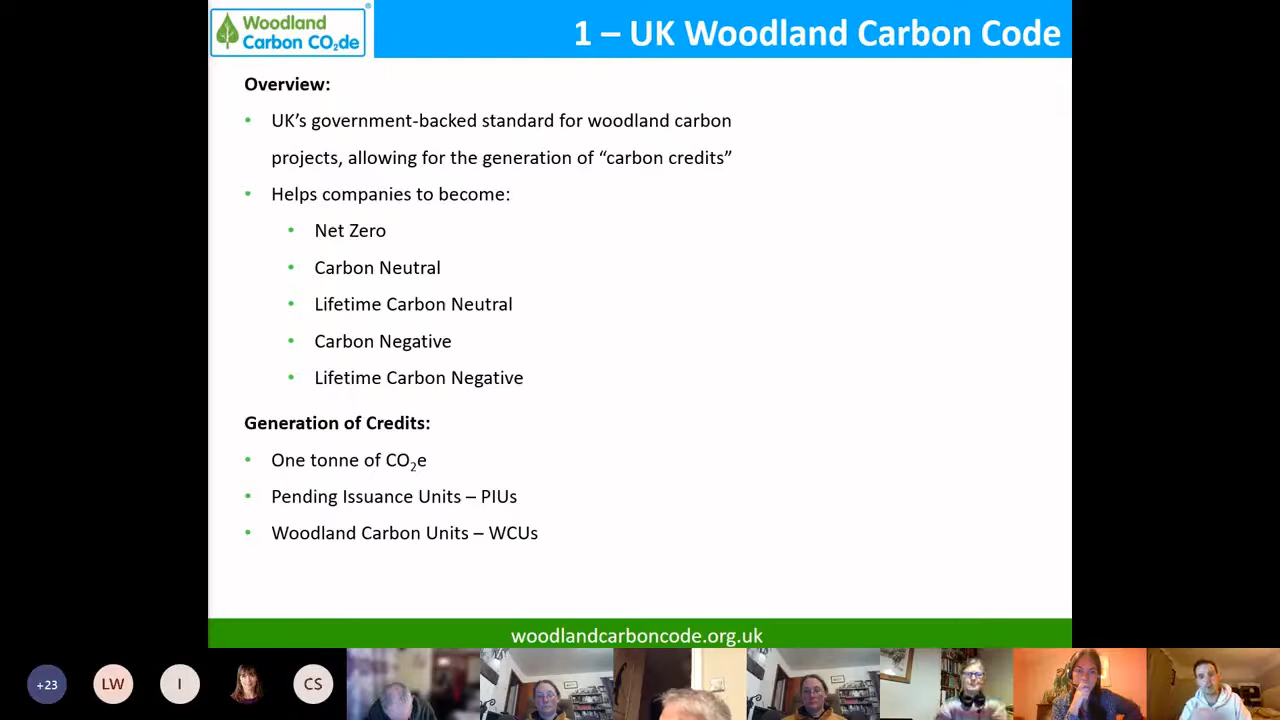 Woodland
Carbon CO₂de
®
1 – UK Woodland Carbon Code
Overview:
• UK’s government-backed standard for woodland carbon
projects, allowing for the generation of “carbon credits”
• Helps companies to become:
• Net Zero
• Carbon Neutral
• Lifetime Carbon Neutral
• Carbon Negative
• Lifetime Carbon Negative
Generation of Credits:
• One tonne of CO₂e
• Pending Issuance Units – PIUs
• Woodland Carbon Units – WCUs
woodlandcarboncode.org.uk
+23
LW
I
CS